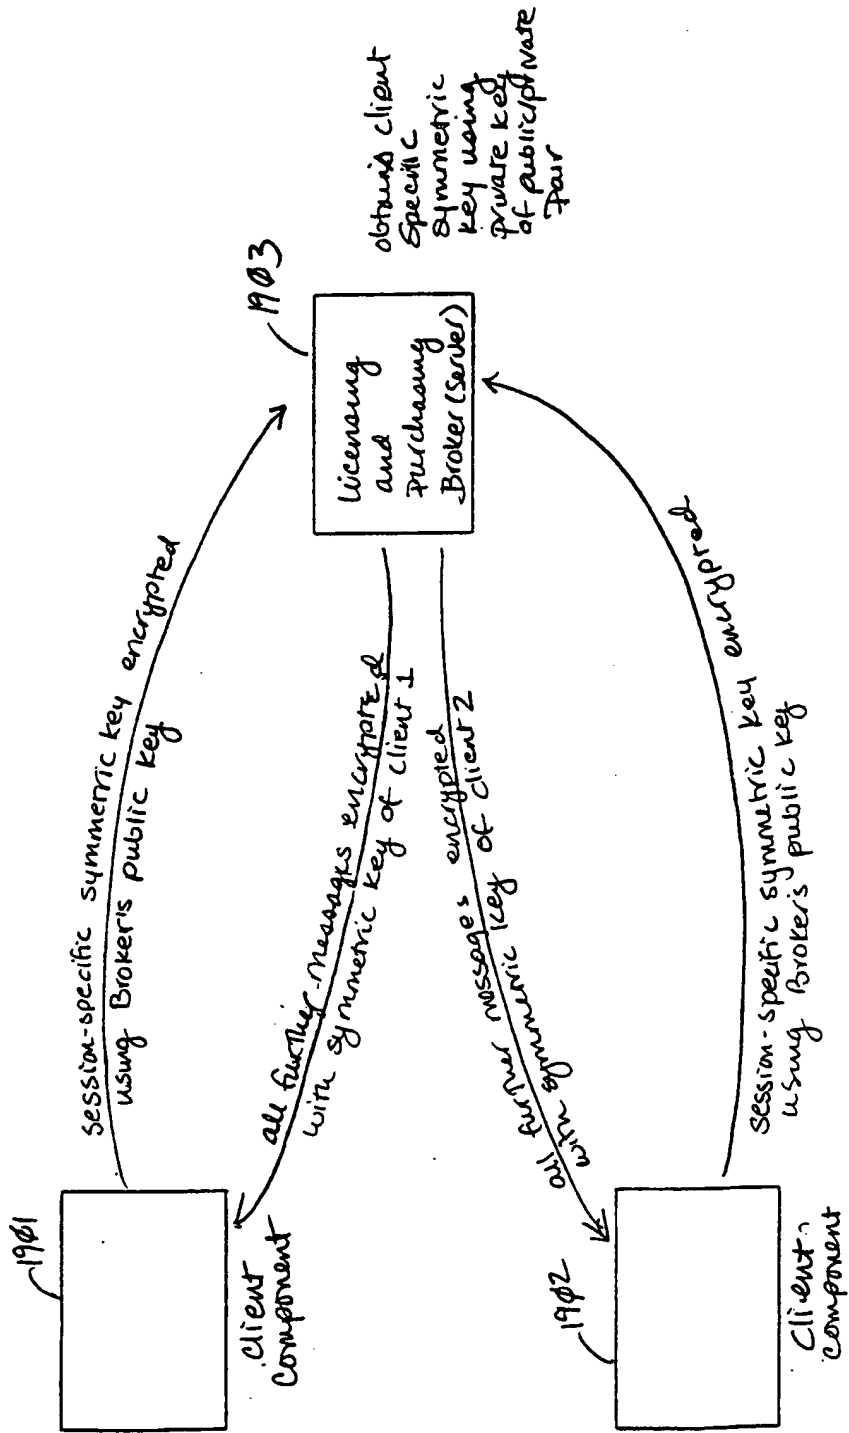 1901
Client
Component
session-specific symmetric key encrypted
using Broker's public key
all further messages encrypted
with symmetric key of client 1
1903
Licensing
and
Purchasing
Broker (Server)
obtains client
specific
symmetric
key using
private key
of public/private
pair
all further messages encrypted
with symmetric key of client 2
1902
Client
component
session-specific symmetric key encrypted
using Broker's public key